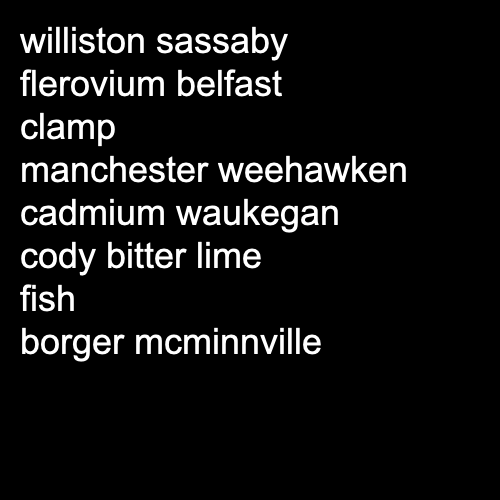 williston sassaby
flerovium belfast
clamp
manchester weehawken
cadmium waukegan
cody bitter lime
fish
borger mcminnville